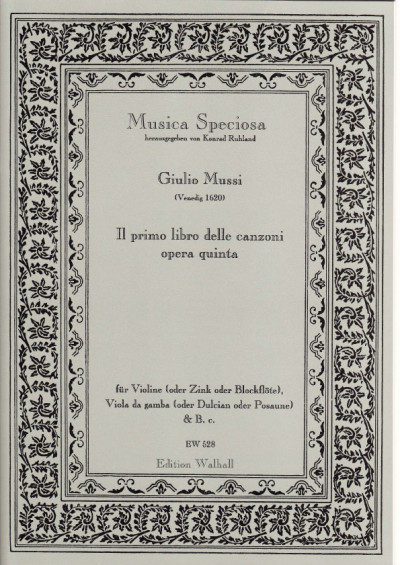 Musica Speciosa
herausgegeben von Konrad Ruhland
Giulio Mussi
(Venedig 1620)
Il primo libro delle canzoni
opera quinta
für Violine (oder Zink oder Blockflöte),
Viola da gamba (oder Dulcian oder Posaune)
& B. c.
EW 528
Edition Walhall